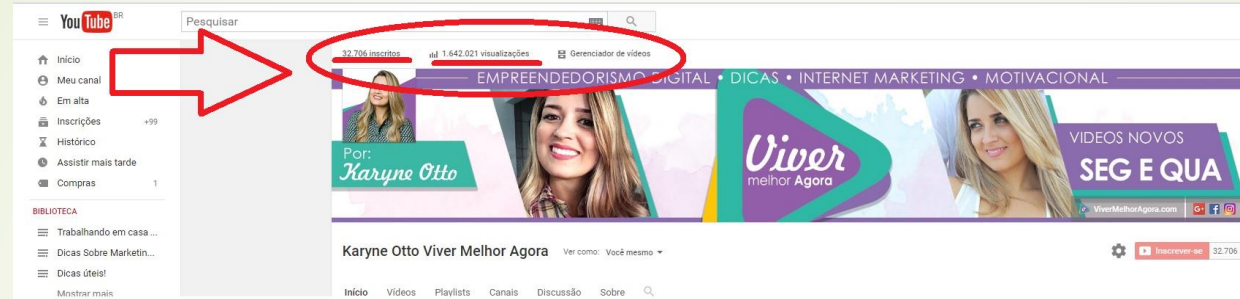 YouTube BR
Pesquisar
Início
Meu canal
Em alta
Inscrições +99
Histórico
Assistir mais tarde
Compras 1
BIBLIOTECA
Trabalhando em casa ...
Dicas Sobre Marketin...
Dicas úteis!
Mostrar mais
32.706 inscritos 1.642.021 visualizações Gerenciador de vídeos
EMPREENDEDORISMO DIGITAL • DICAS • INTERNET MARKETING • MOTIVACIONAL
Por:
Karyne Otto
Viver
melhor Agora
VIDEOS NOVOS
SEG E QUA
ViverMelhorAgora.com G+ f
Karyne Otto Viver Melhor Agora Ver como: Você mesmo
Inscrever-se 32.706
Início Vídeos Playlists Canais Discussão Sobre